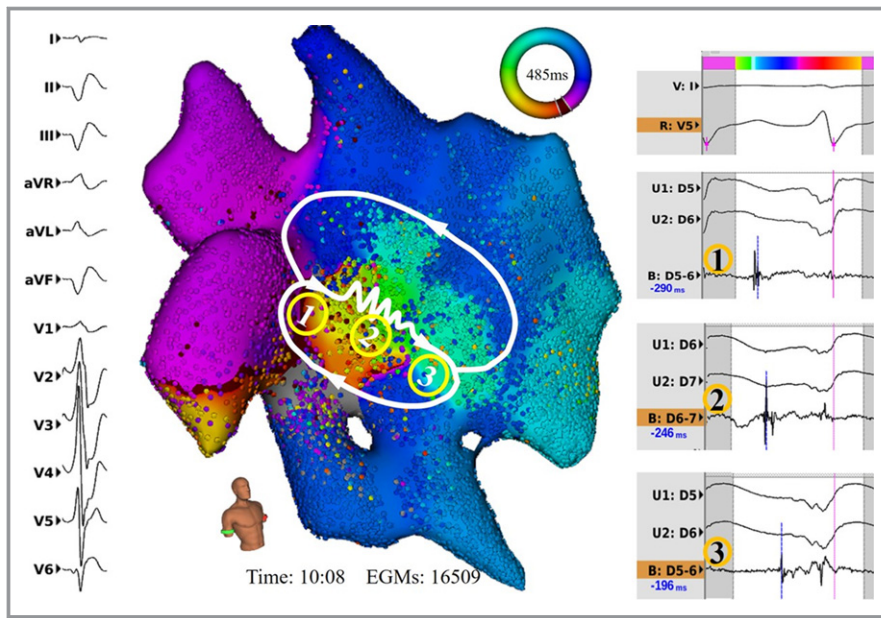 I
II
III
aVR
aVL
aVF
V1
V2
V3
V4
V5
V6
485ms
1
2
3
Time: 10:08 EGMs: 16509
V: I
R: V5
U1: D5
U2: D6
1
B: D5-6
-290 ms
U1: D6
U2: D7
2
B: D6-7
-246 ms
U1: D5
U2: D6
3
B: D5-6
-196 ms